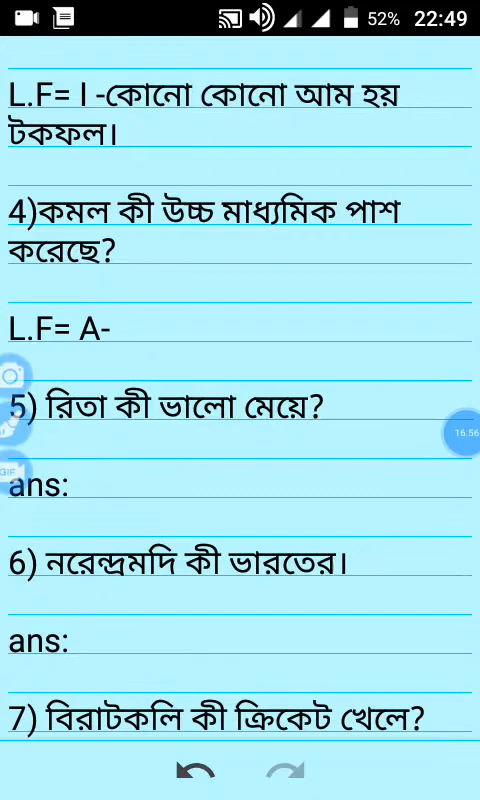 52% 22:49
L.F= I -কোনো কোনো আম হয়
টকফল।
4)কমল কী উচ্চ মাধ্যমিক পাশ
করেছে?
L.F= A-
5) রিতা কী ভালো মেয়ে?
16:56
GIF
ans:
6) নরেন্দ্রমদি কী ভারতের।
ans:
7) বিরাটকলি কী ক্রিকেট খেলে?